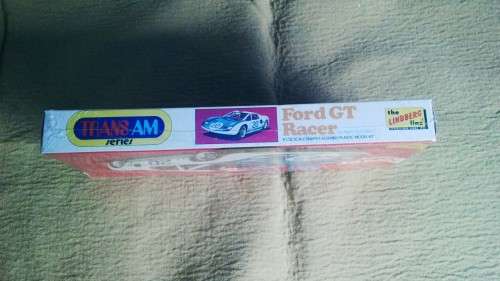 TRANS-AM
series
Ford GT
Racer
the
LINDBERG
line